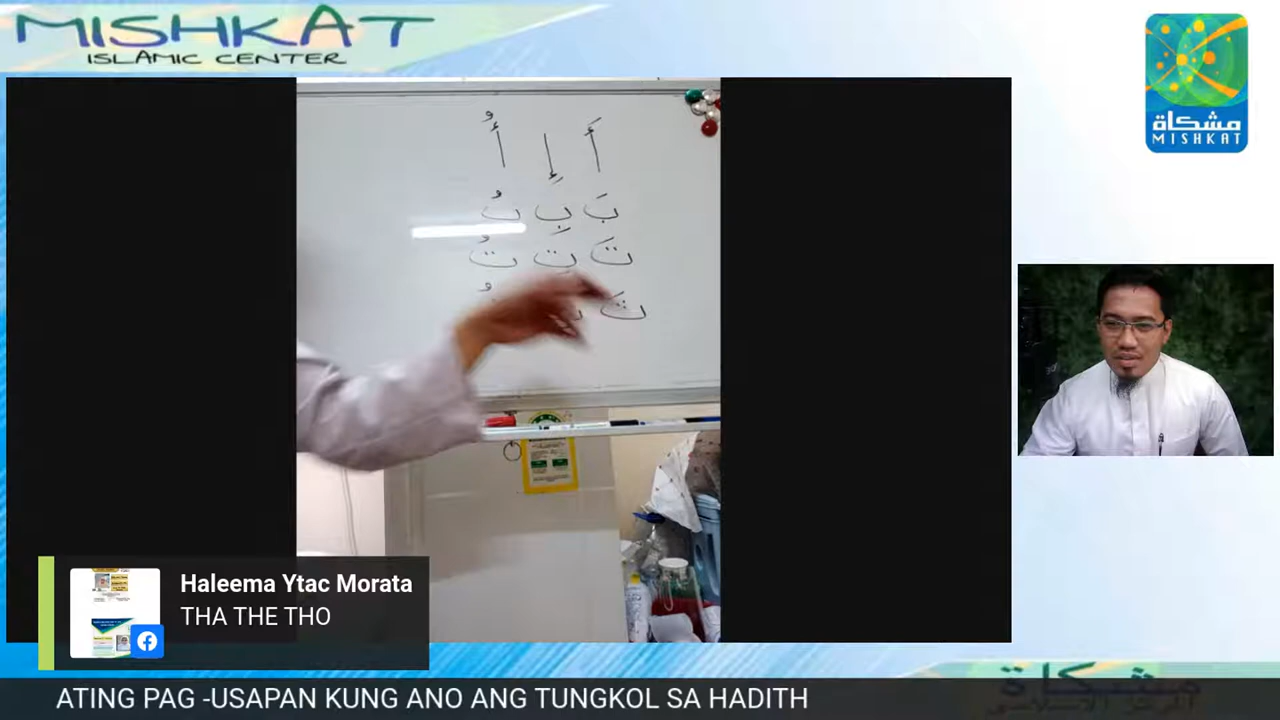 MISHKAT
ISLAMIC CENTER
مشكاة
MISHKAT
أَ إِ أُ
بَ بِ بُ
تَ تِ تُ
ثَ
Haleema Ytac Morata
THA THE THO
ATING PAG -USAPAN KUNG ANO ANG TUNGKOL SA HADITH
مشكاة